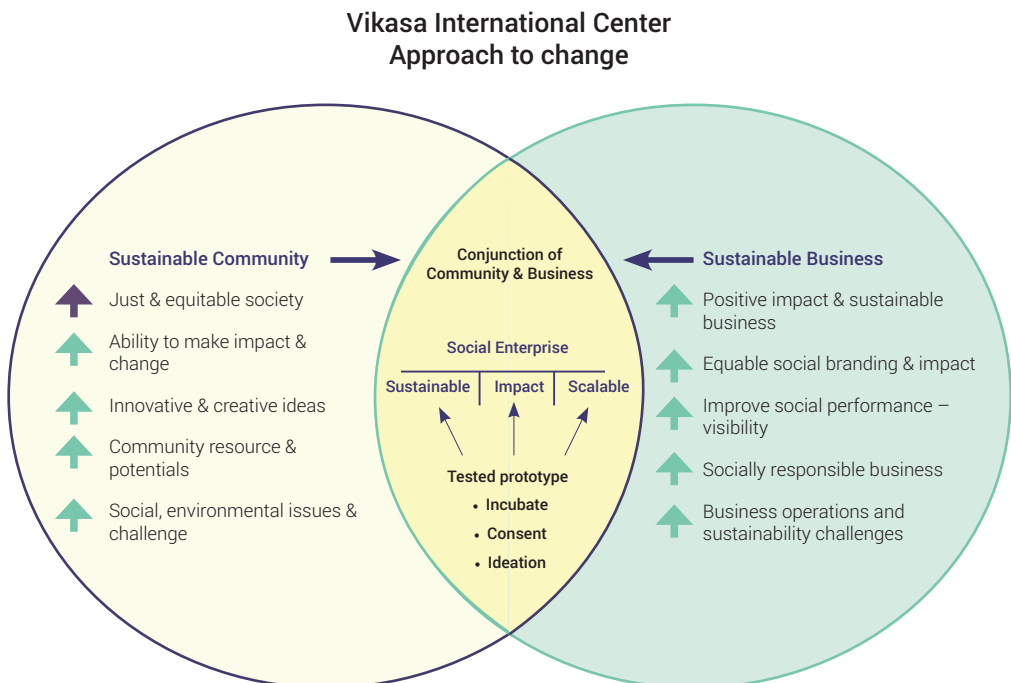 Vikasa International Center
Approach to change
Sustainable Community
Just & equitable society
Ability to make impact &
change
Innovative & creative ideas
Community resource &
potentials
Social, environmental issues &
challenge
Conjunction of
Community & Business
Social Enterprise
Sustainable
Impact
Scalable
Tested prototype
• Incubate
• Consent
• Ideation
Sustainable Business
Positive impact & sustainable
business
Equable social branding & impact
Improve social performance –
visibility
Socially responsible business
Business operations and
sustainability challenges